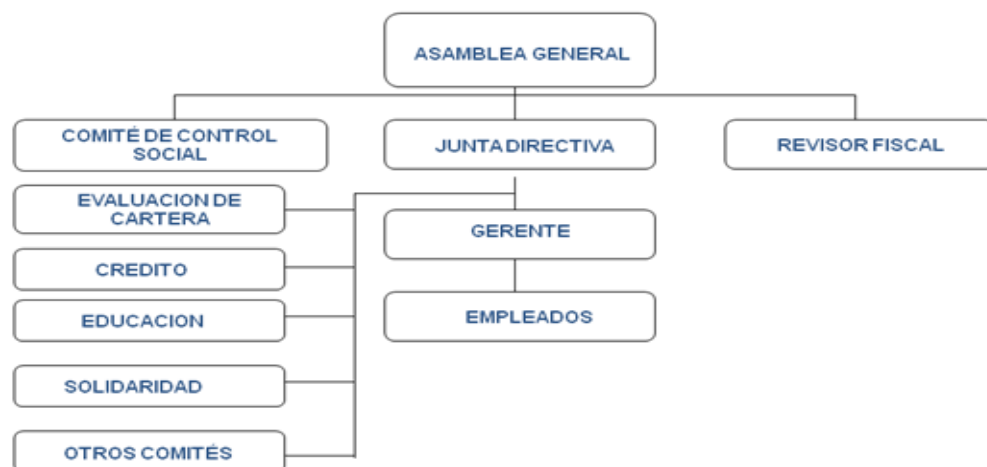 ASAMBLEA GENERAL
COMITÉ DE CONTROL
SOCIAL
JUNTA DIRECTIVA
REVISOR FISCAL
EVALUACION DE
CARTERA
GERENTE
CREDITO
EMPLEADOS
EDUCACION
SOLIDARIDAD
OTROS COMITÉS